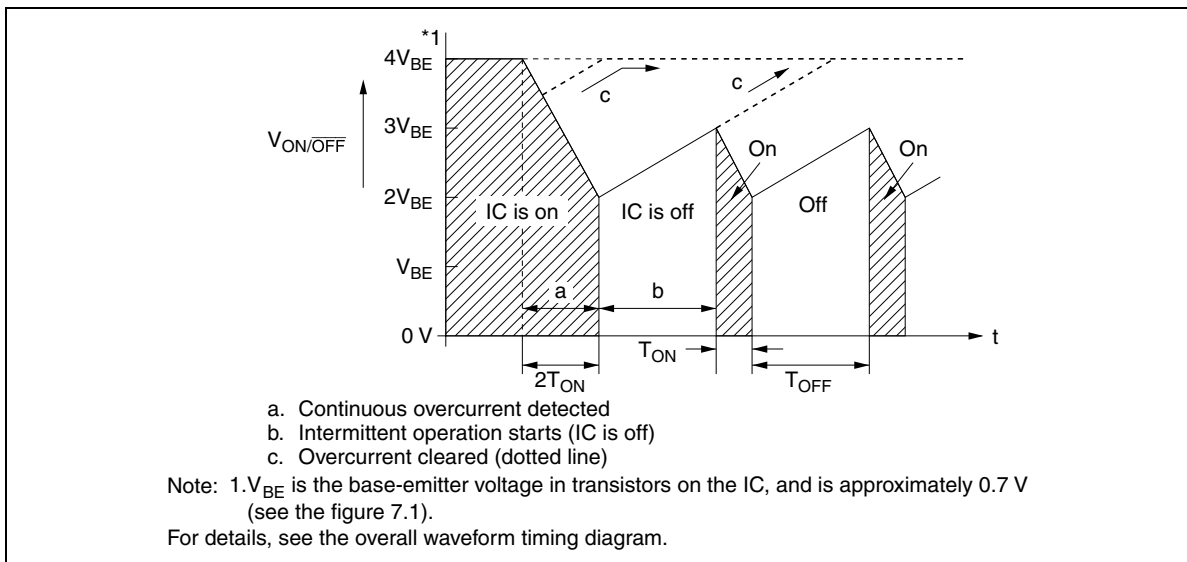 *1
4VBE
c
c
3VBE
VON/OFF
On
On
2VBE
IC is on
IC is off
Off
VBE
a
b
0 V
t
TON
2TON
TOFF
a. Continuous overcurrent detected
b. Intermittent operation starts (IC is off)
c. Overcurrent cleared (dotted line)
Note: 1.VBE is the base-emitter voltage in transistors on the IC, and is approximately 0.7 V
(see the figure 7.1).
For details, see the overall waveform timing diagram.